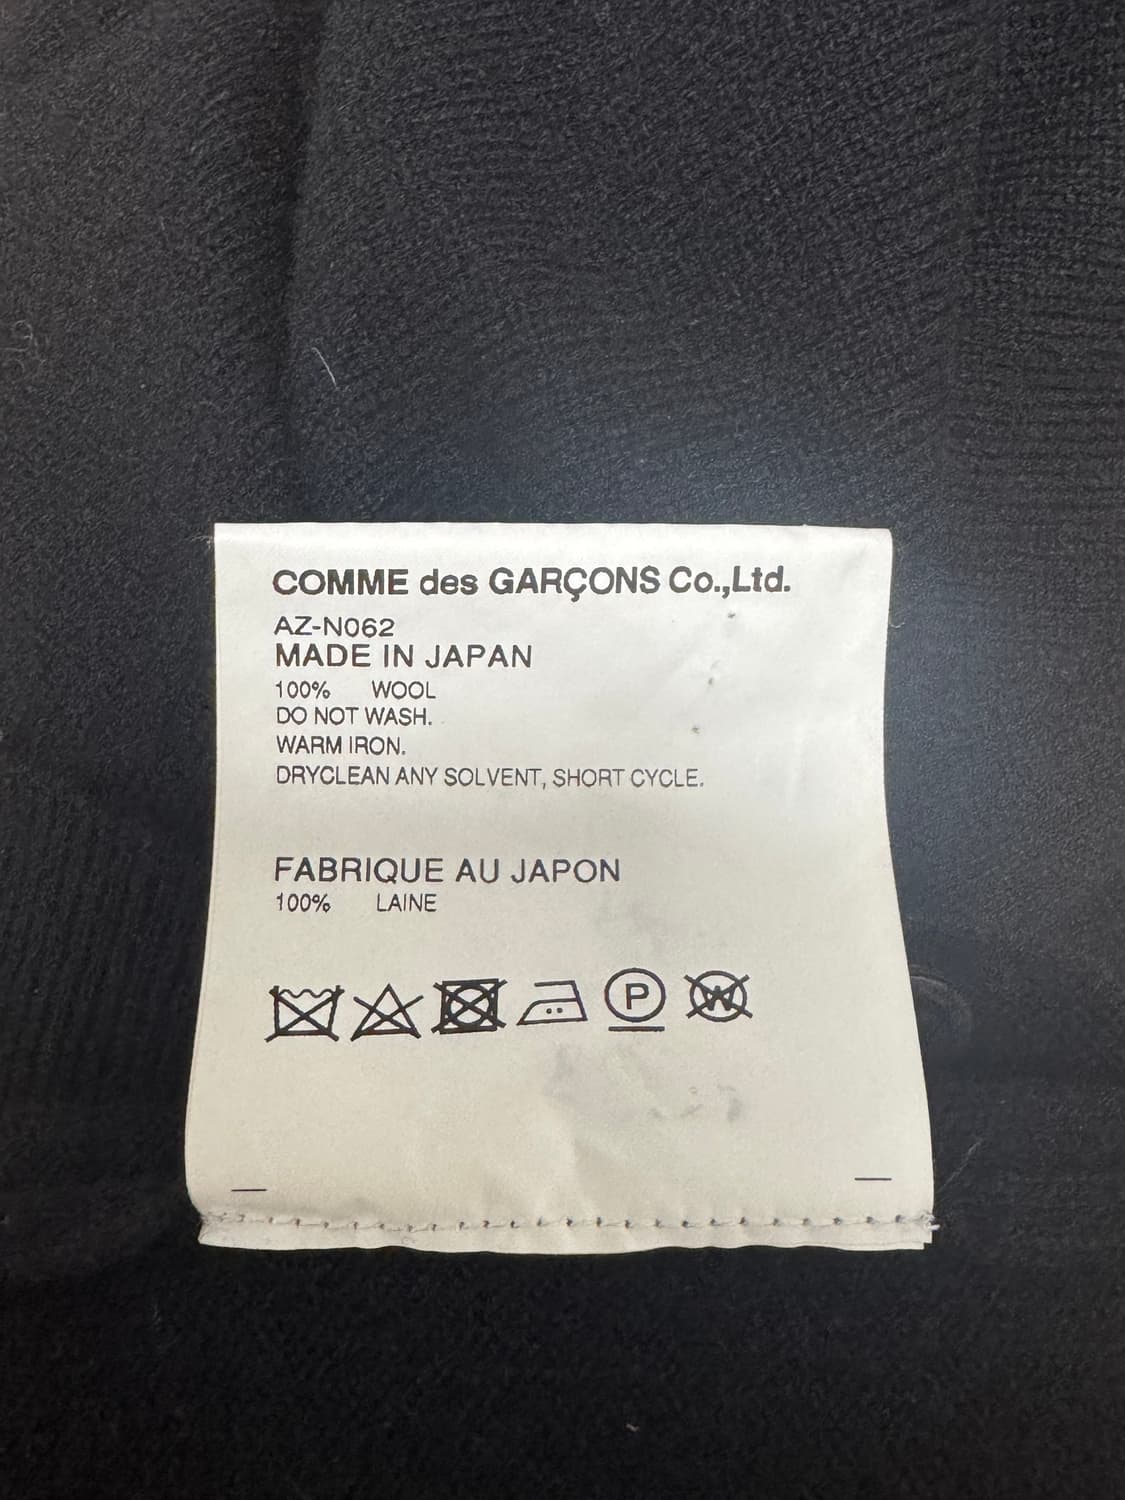 COMME des GARÇONS Co.,Ltd.
AZ-N062
MADE IN JAPAN
100% WOOL
DO NOT WASH.
WARM IRON.
DRYCLEAN ANY SOLVENT, SHORT CYCLE.
FABRIQUE AU JAPON
100% LAINE
P W